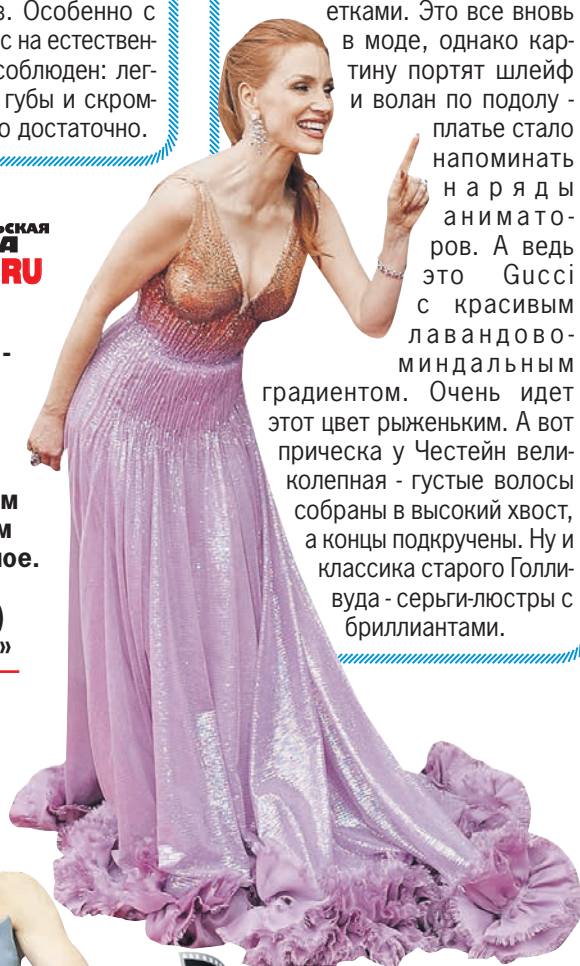 з. Особенно с
с на естествен-
соблюден: лег-
губы и скром-
о достаточно.
ьская
А
RU
-
м
м
ое.
)
»
етками. Это все вновь
в моде, однако кар-
тину портят шлейф
и волан по подолу -
платье стало
напоминать
наряды
анимато-
ров. А ведь
это Gucci
с красивым
лавандово-
миндальным
градиентом. Очень идет
этот цвет рыженьким. А вот
прическа у Честейн вели-
колепная - густые волосы
собраны в высокий хвост,
а концы подкручены. Ну и
классика старого Голли-
вуда - серьги-люстры с
бриллиантами.